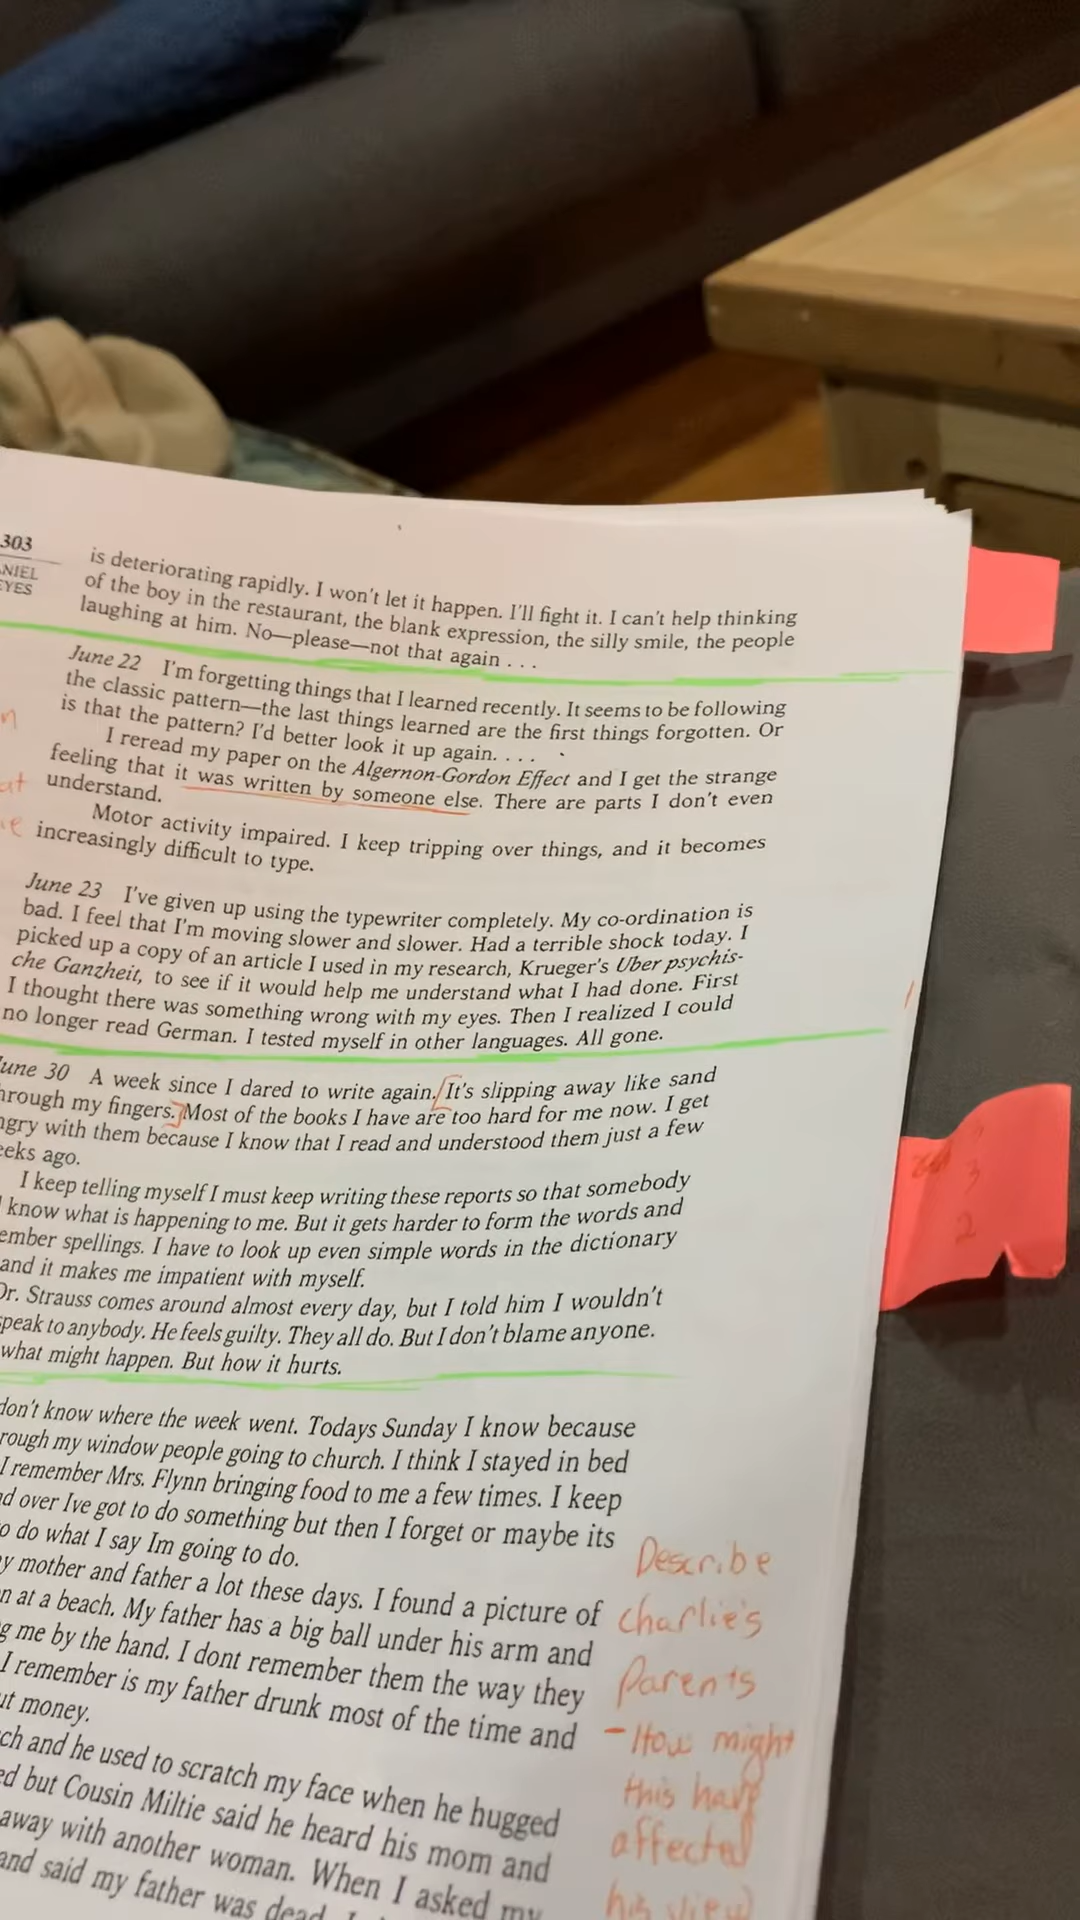 303
NIEL
EYES
is deteriorating rapidly. I won't let it happen. I'll fight it. I can't help thinking
of the boy in the restaurant, the blank expression, the silly smile, the people
laughing at him. No—please—not that again . . .
June 22 I'm forgetting things that I learned recently. It seems to be following
the classic pattern—the last things learned are the first things forgotten. Or
is that the pattern? I'd better look it up again. . . .
I reread my paper on the Algernon-Gordon Effect and I get the strange
feeling that it was written by someone else. There are parts I don't even
understand.
Motor activity impaired. I keep tripping over things, and it becomes
increasingly difficult to type.
June 23 I've given up using the typewriter completely. My co-ordination is
bad. I feel that I'm moving slower and slower. Had a terrible shock today. I
picked up a copy of an article I used in my research, Krueger's Uber psychis-
che Ganzheit, to see if it would help me understand what I had done. First
I thought there was something wrong with my eyes. Then I realized I could
no longer read German. I tested myself in other languages. All gone.
une 30 A week since I dared to write again. It's slipping away like sand
hrough my fingers. Most of the books I have are too hard for me now. I get
ngry with them because I know that I read and understood them just a few
eeks ago.
I keep telling myself I must keep writing these reports so that somebody
know what is happening to me. But it gets harder to form the words and
ember spellings. I have to look up even simple words in the dictionary
and it makes me impatient with myself.
Dr. Strauss comes around almost every day, but I told him I wouldn't
speak to anybody. He feels guilty. They all do. But I don't blame anyone.
what might happen. But how it hurts.
don't know where the week went. Todays Sunday I know because
rough my window people going to church. I think I stayed in bed
I remember Mrs. Flynn bringing food to me a few times. I keep
d over Ive got to do something but then I forget or maybe its
o do what I say Im going to do.
y mother and father a lot these days. I found a picture of
n at a beach. My father has a big ball under his arm and
g me by the hand. I dont remember them the way they
I remember is my father drunk most of the time and
ut money.
ch and he used to scratch my face when he hugged
ed but Cousin Miltie said he heard his mom and
away with another woman. When I asked my
and said my father was dead.
Describe
Charlie's
Parents
- How might
this have
affected
his view
3
2